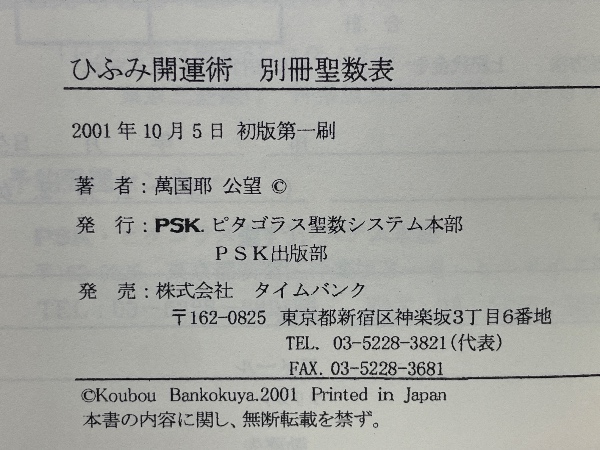 ひふみ開運術　別冊聖数表
2001年10月5日 初版第一刷
著　者：萬国耶 公望 ©
発　行：PSK. ピタゴラス聖数システム本部
ＰＳＫ出版部
発　売：株式会社　タイムバンク
〒162-0825　東京都新宿区神楽坂3丁目6番地
TEL. 03-5228-3821(代表)
FAX. 03-5228-3681
©Koubou Bankokuya.2001 Printed in Japan
本書の内容に関し、無断転載を禁ず。